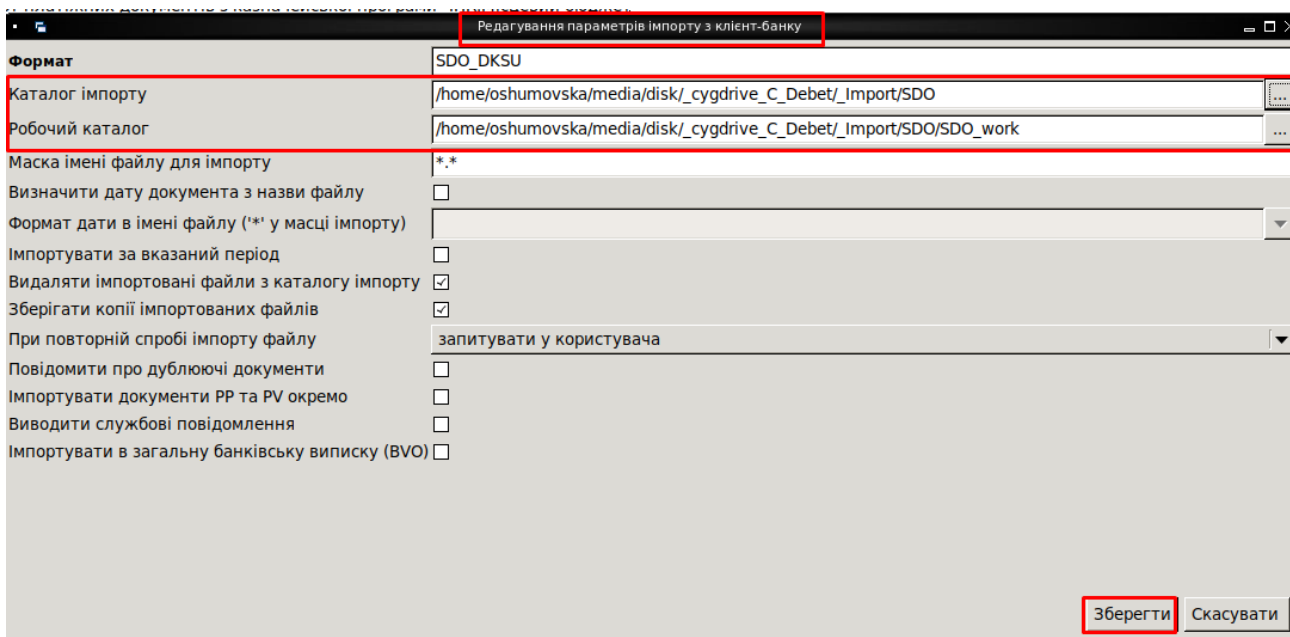 Редагування параметрів імпорту з клієнт-банку
Формат SDO_DKSU
Каталог імпорту /home/oshumovska/media/disk/_cygdrive_C_Debet/_Import/SDO ...
Робочий каталог /home/oshumovska/media/disk/_cygdrive_C_Debet/_Import/SDO/SDO_work ...
Маска імені файлу для імпорту *.*
Визначити дату документа з назви файлу
Формат дати в імені файлу ('*' у масці імпорту)
Імпортувати за вказаний період
Видаляти імпортовані файли з каталогу імпорту
Зберігати копії імпортованих файлів
При повторній спробі імпорту файлу запитувати у користувача
Повідомити про дублюючі документи
Імпортувати документи PP та PV окремо
Виводити службові повідомлення
Імпортувати в загальну банківську виписку (BVO)
Зберегти Скасувати